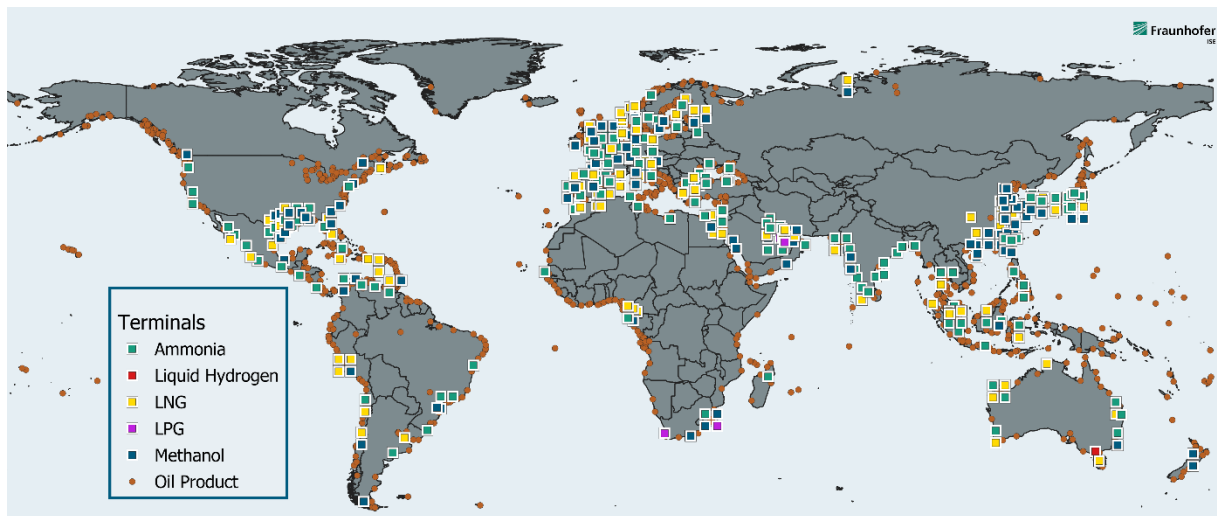 Fraunhofer
ISE
Terminals
Ammonia
Liquid Hydrogen
LNG
LPG
Methanol
Oil Product